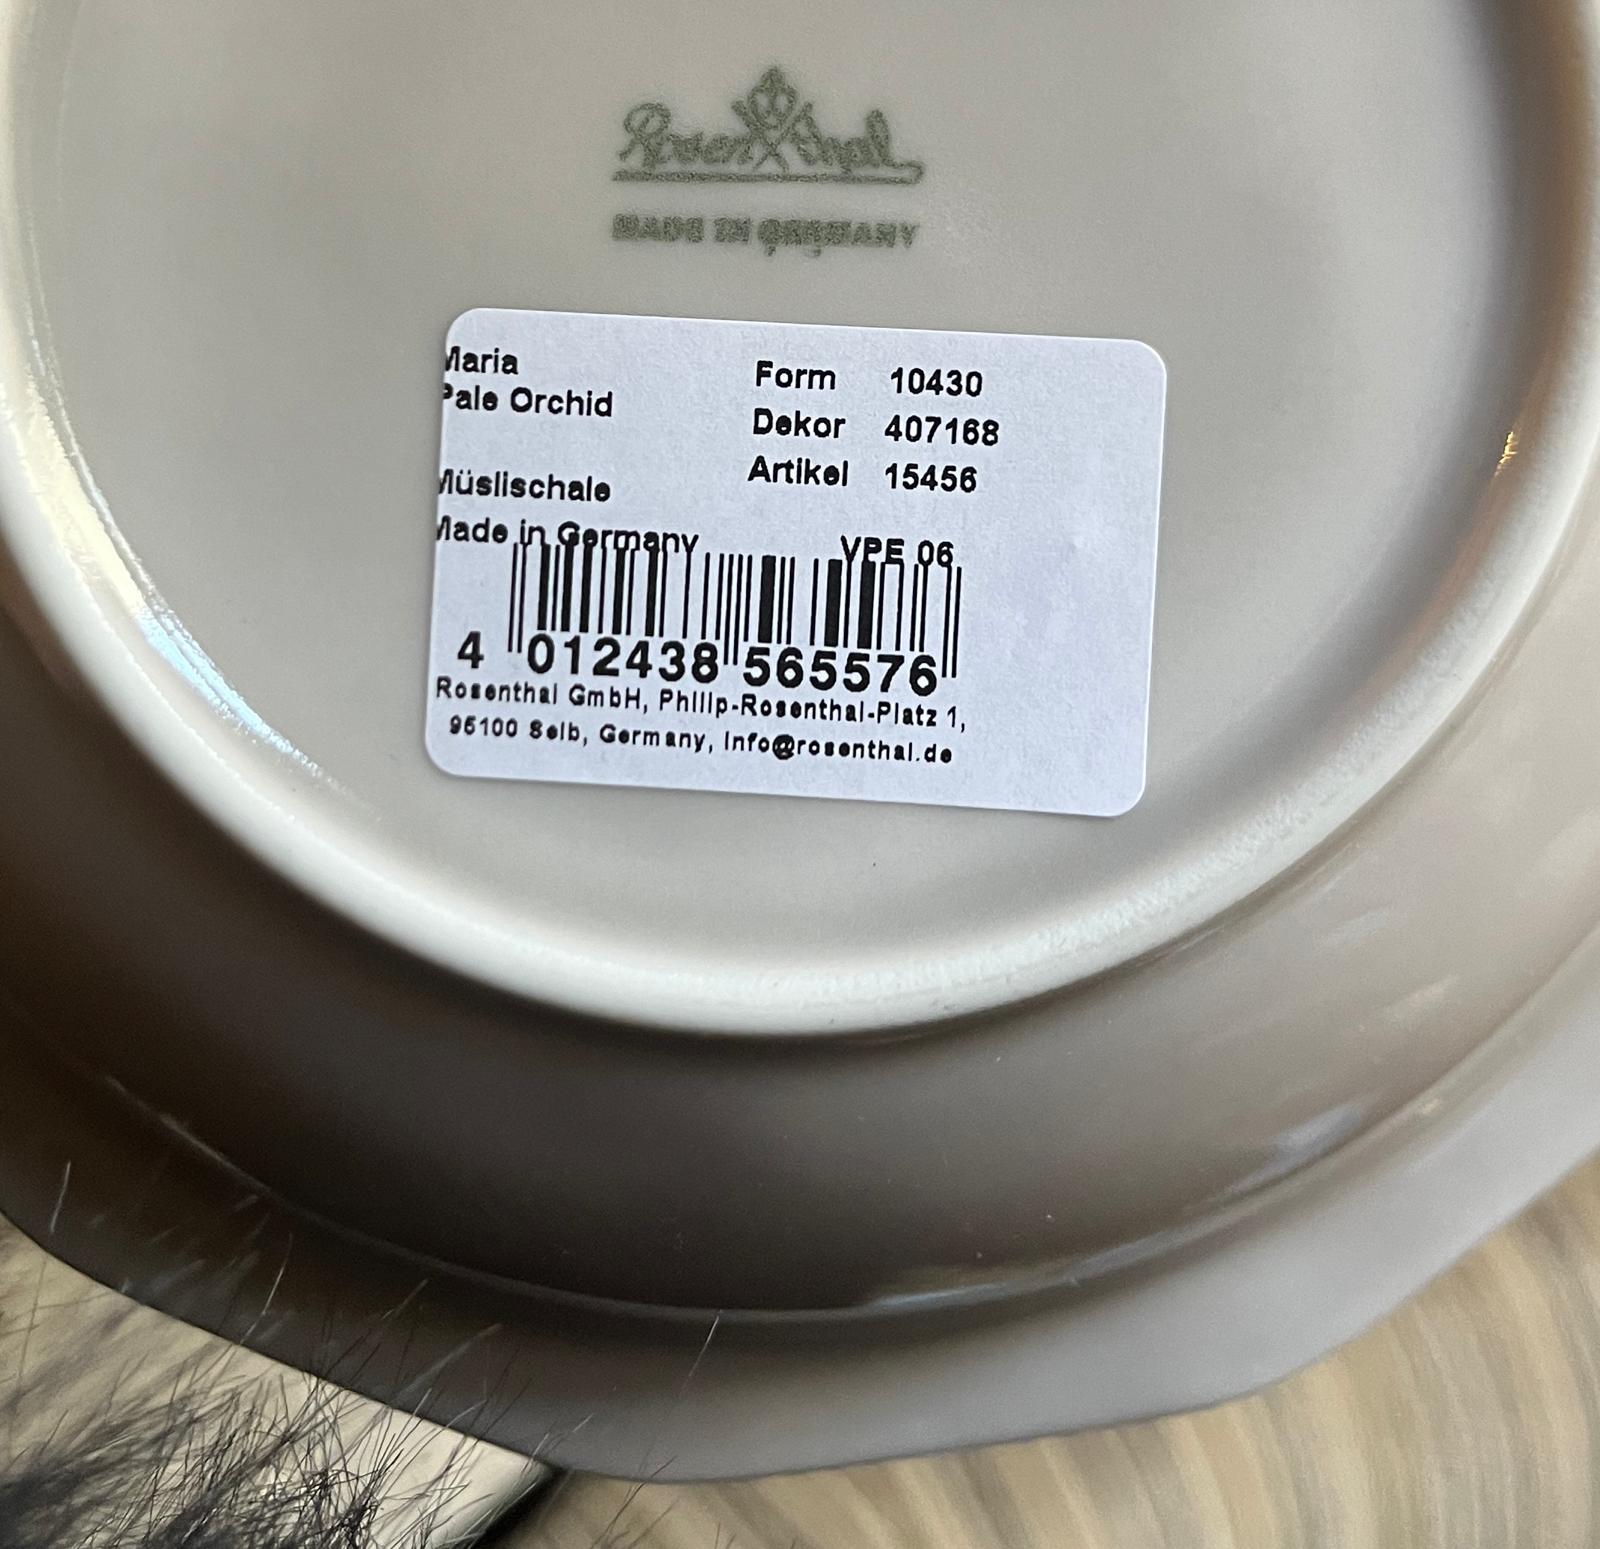 Rosenthal
MADE IN GERMANY
Maria
Pale Orchid
Form 10430
Dekor 407168
Artikel 15456
Müslischale
Made in Germany VPE 06
4 012438 565576
Rosenthal GmbH, Philip-Rosenthal-Platz 1,
95100 Selb, Germany, Info@rosenthal.de